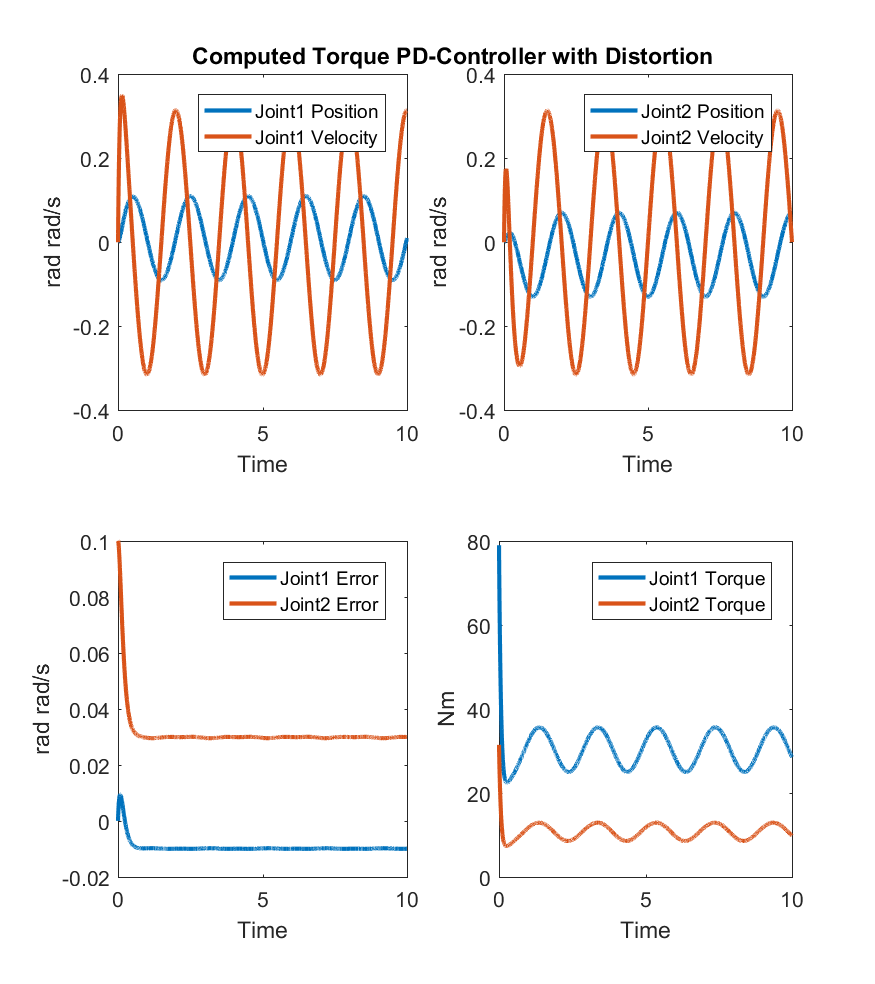 Computed Torque PD-Controller with Distortion
0.4
0.2
0
-0.2
-0.4
rad rad/s
Joint1 Position
Joint1 Velocity
0 5 10
Time
0.4
0.2
0
-0.2
-0.4
rad rad/s
Joint2 Position
Joint2 Velocity
0 5 10
Time
0.1
0.08
0.06
0.04
0.02
0
-0.02
rad rad/s
Joint1 Error
Joint2 Error
0 5 10
Time
80
60
40
20
0
Nm
Joint1 Torque
Joint2 Torque
0 5 10
Time